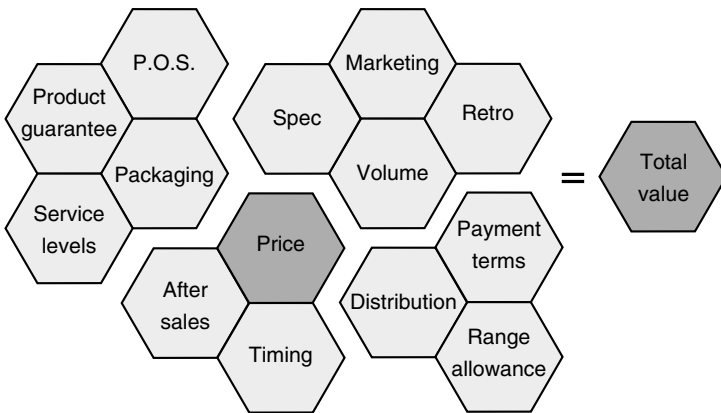 P.O.S.
Product
guarantee
Packaging
Service
levels
Marketing
Spec
Retro
Volume
Price
After
sales
Timing
Payment
terms
Distribution
Range
allowance
=
Total
value